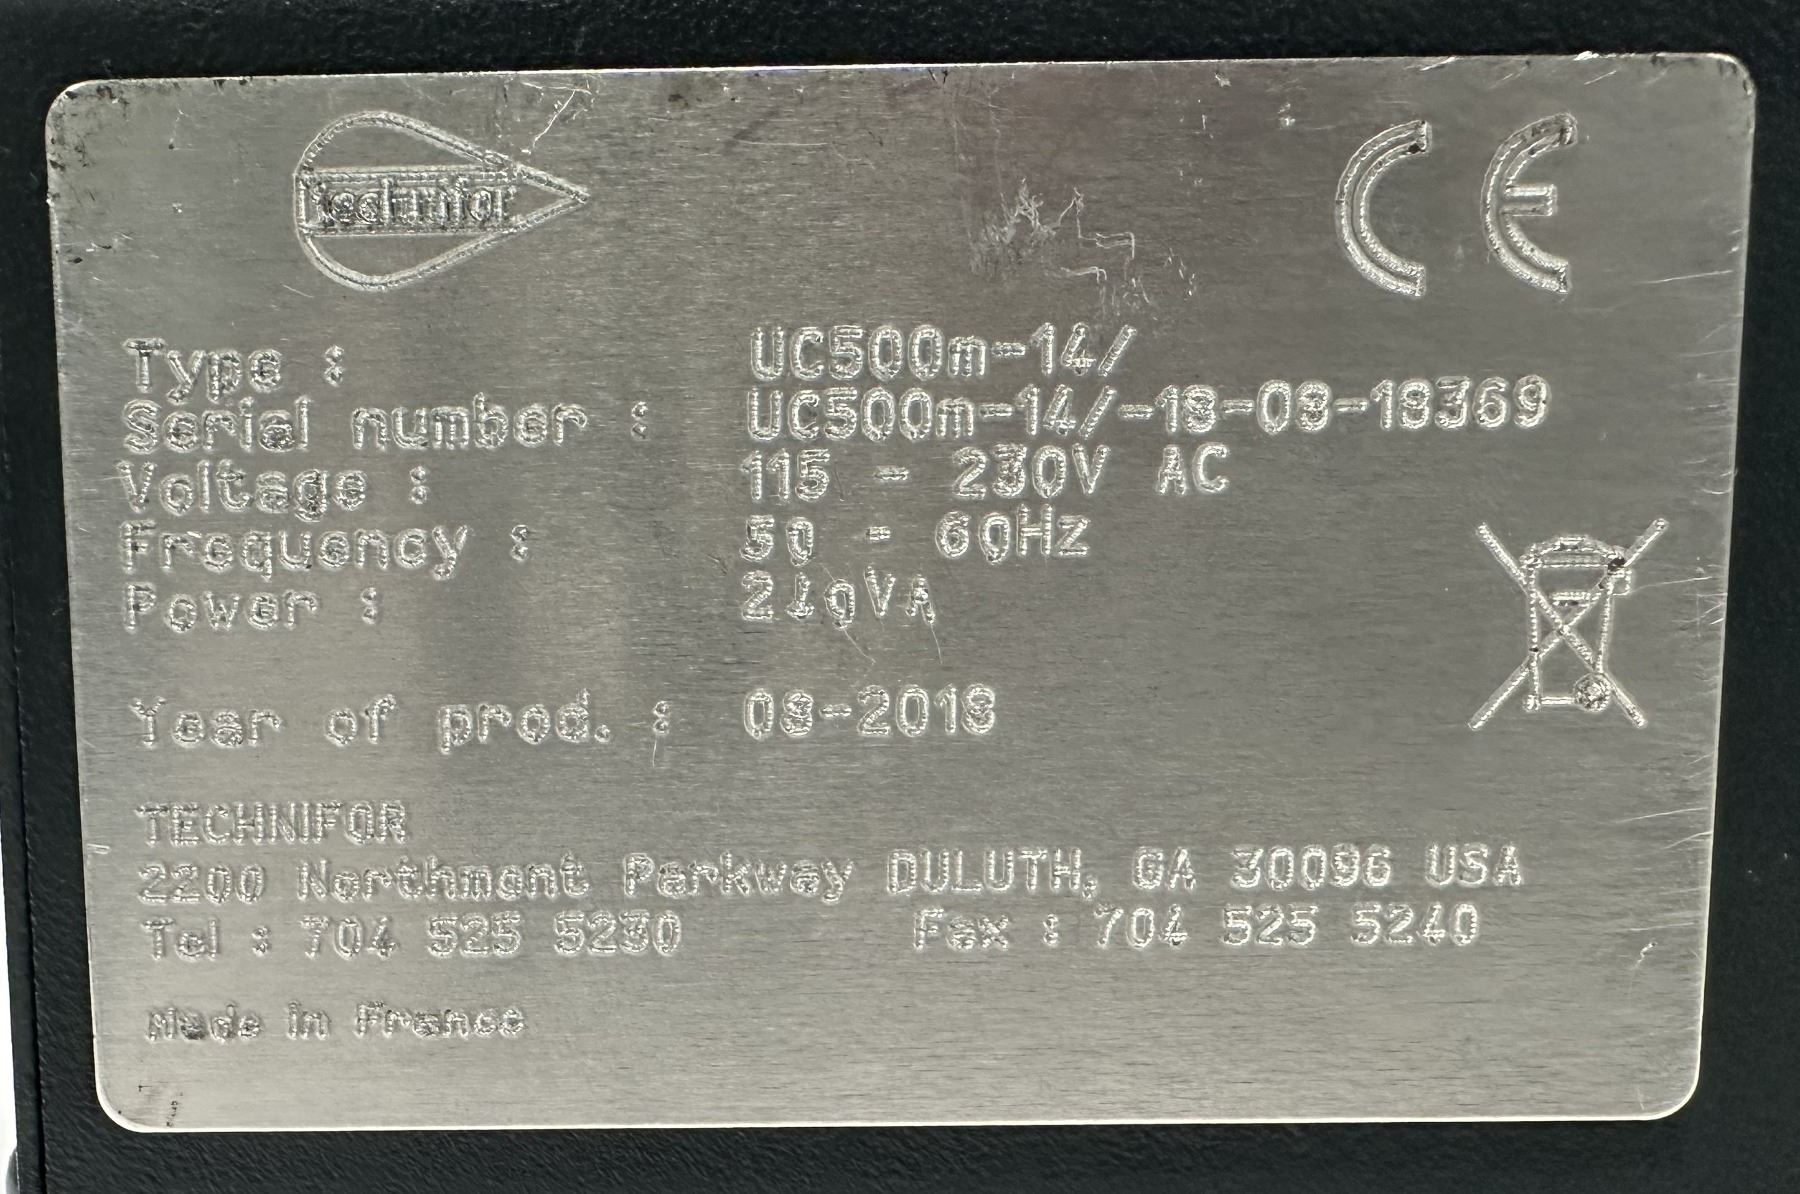 technifor CE
Type : UC500m-14/
Serial number : UC500m-14/-18-08-18369
Voltage : 115 - 230V AC
Frequency : 50 - 60Hz
Power : 210VA
Year of prod. : 08-2018
TECHNIFOR
2200 Northmont Parkway DULUTH, GA 30096 USA
Tel : 704 525 5230 Fax : 704 525 5240
Made in France